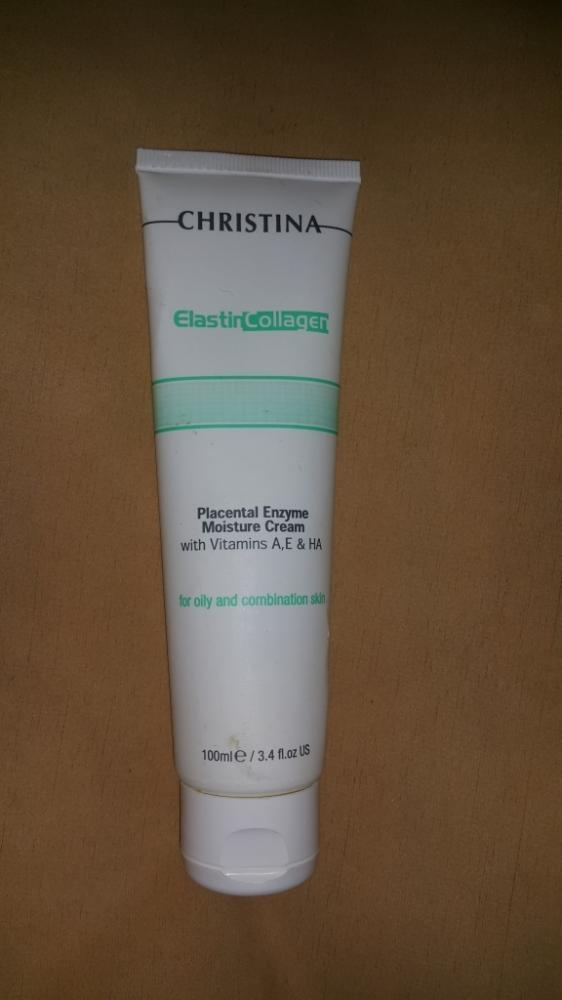 CHRISTINA
ElastinCollagen
Placental Enzyme
Moisture Cream
with Vitamins A,E & HA
for oily and combination skin
100ml℮ / 3.4 fl.oz US